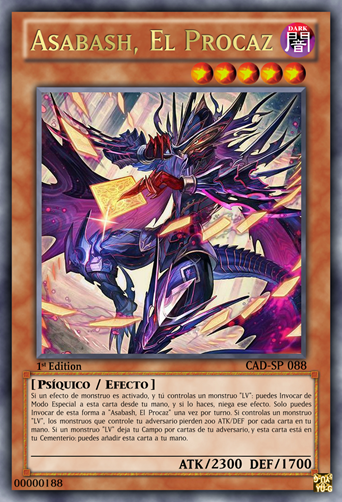 ASABASH, EL PROCAZ
DARK
闇
1st Edition
CAD-SP 088
[ PSÍQUICO / EFECTO ]
Si un efecto de monstruo es activado, y tú controlas un monstruo "LV": puedes Invocar de
Modo Especial a esta carta desde tu mano, y si lo haces, niega ese efecto. Solo puedes
Invocar de esta forma a "Asabash, El Procaz" una vez por turno. Si controlas un monstruo
"LV", los monstruos que controle tu adversario pierden 200 ATK/DEF por cada carta en tu
mano. Si un monstruo "LV" deja tu Campo por cartas de tu adversario, y esta carta está en
tu Cementerio: puedes añadir esta carta a tu mano.
ATK/2300 DEF/1700
00000188